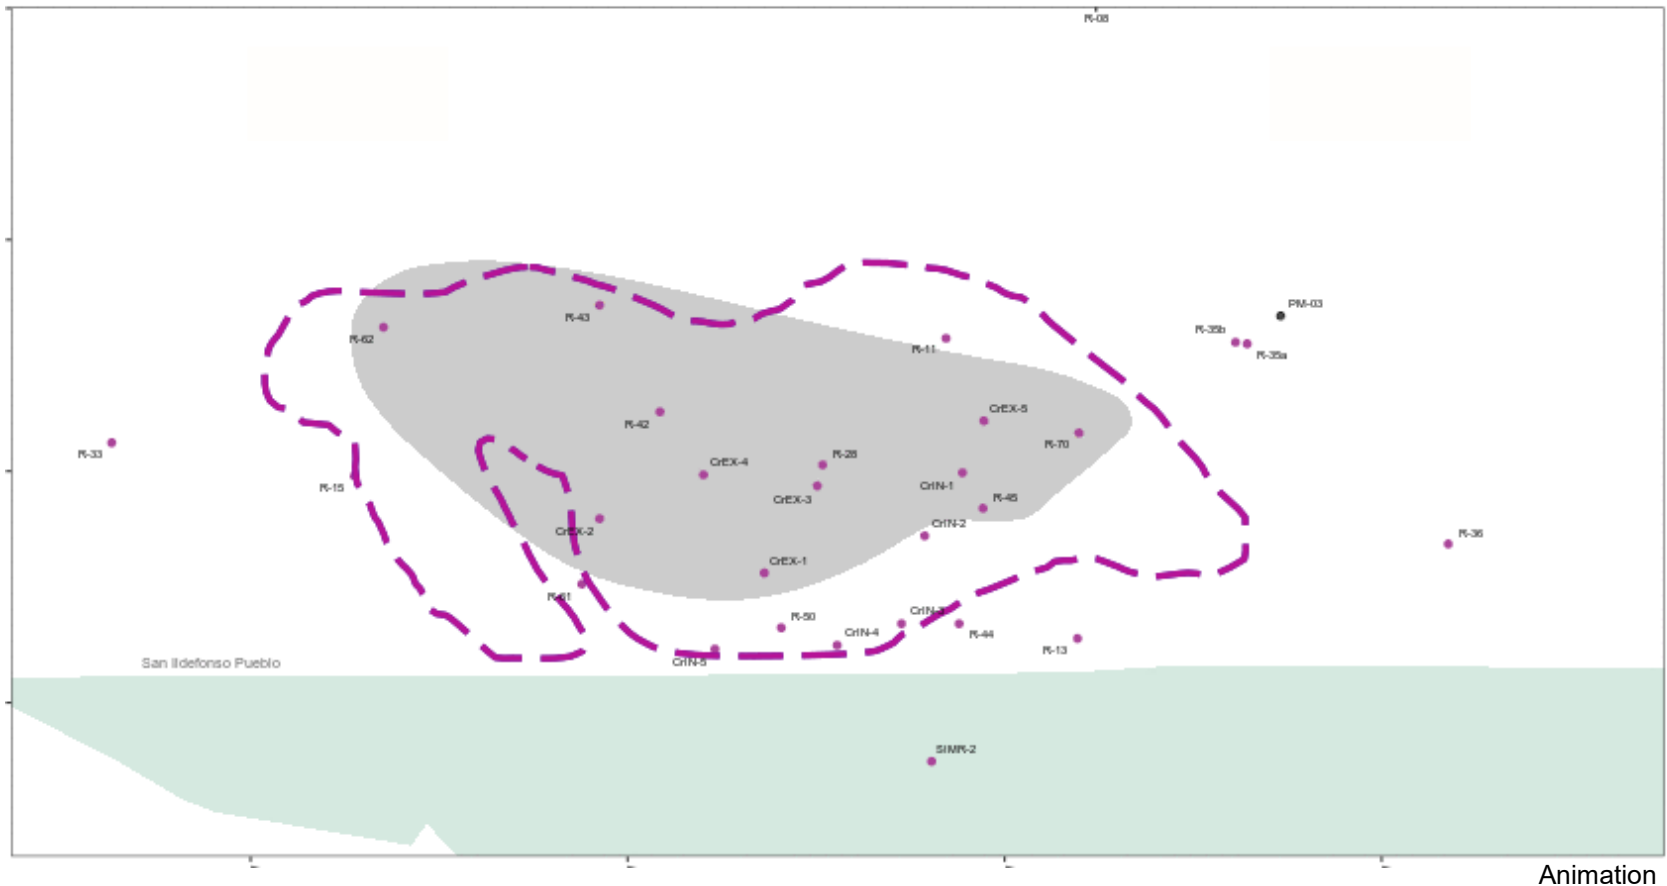 R-08
PM-03
R-43
R-35b
R-62
R-11
R-35a
CrEX-5
R-42
R-70
R-33
R-28
CrEX-4
R-15
CrIN-1
CrEX-3
R-45
CrIN-2
CrEX-2
R-36
CrEX-1
R-61
CrIN-3
R-50
CrIN-4
R-44
R-13
CrIN-5
San Ildefonso Pueblo
SIMR-2
Animation